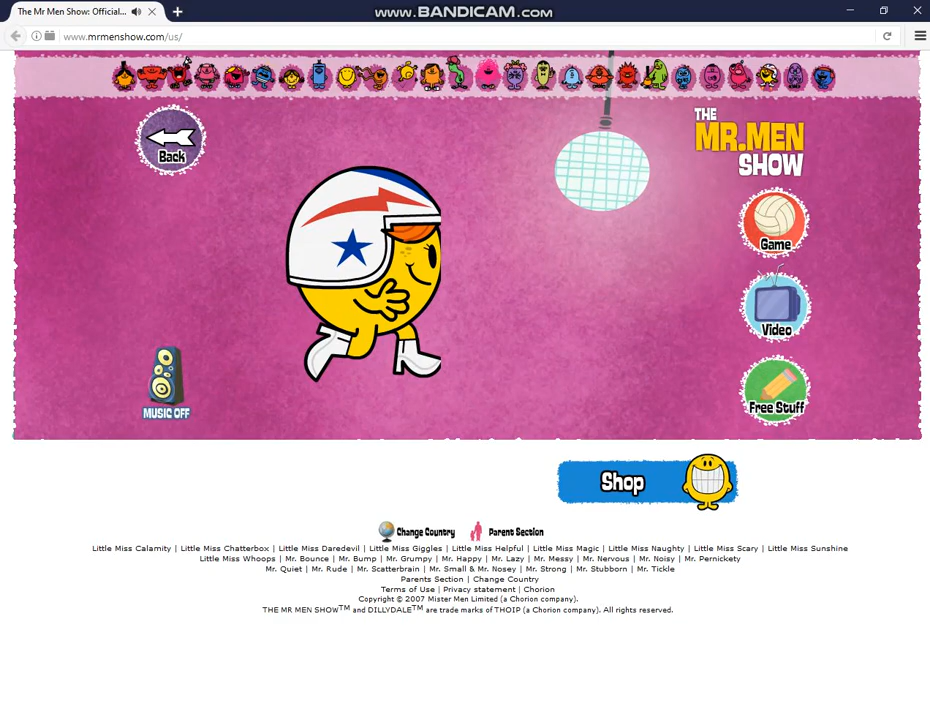 The Mr Men Show: Official...
www.BANDICAM.com
www.mrmenshow.com/us/
Back
THE
MR.MEN
SHOW
Game
Video
Free Stuff
MUSIC OFF
Shop
Change Country
Parent Section
Little Miss Calamity | Little Miss Chatterbox | Little Miss Daredevil | Little Miss Giggles | Little Miss Helpful | Little Miss Magic | Little Miss Naughty | Little Miss Scary | Little Miss Sunshine
Little Miss Whoops | Mr. Bounce | Mr. Bump | Mr. Grumpy | Mr. Happy | Mr. Lazy | Mr. Messy | Mr. Nervous | Mr. Noisy | Mr. Pernickety
Mr. Quiet | Mr. Rude | Mr. Scatterbrain | Mr. Small & Mr. Nosey | Mr. Strong | Mr. Stubborn | Mr. Tickle
Parents Section | Change Country
Terms of Use | Privacy statement | Chorion
Copyright © 2007 Mister Men Limited (a Chorion company).
THE MR MEN SHOW™ and DILLYDALE™ are trade marks of THOIP (a Chorion company). All rights reserved.